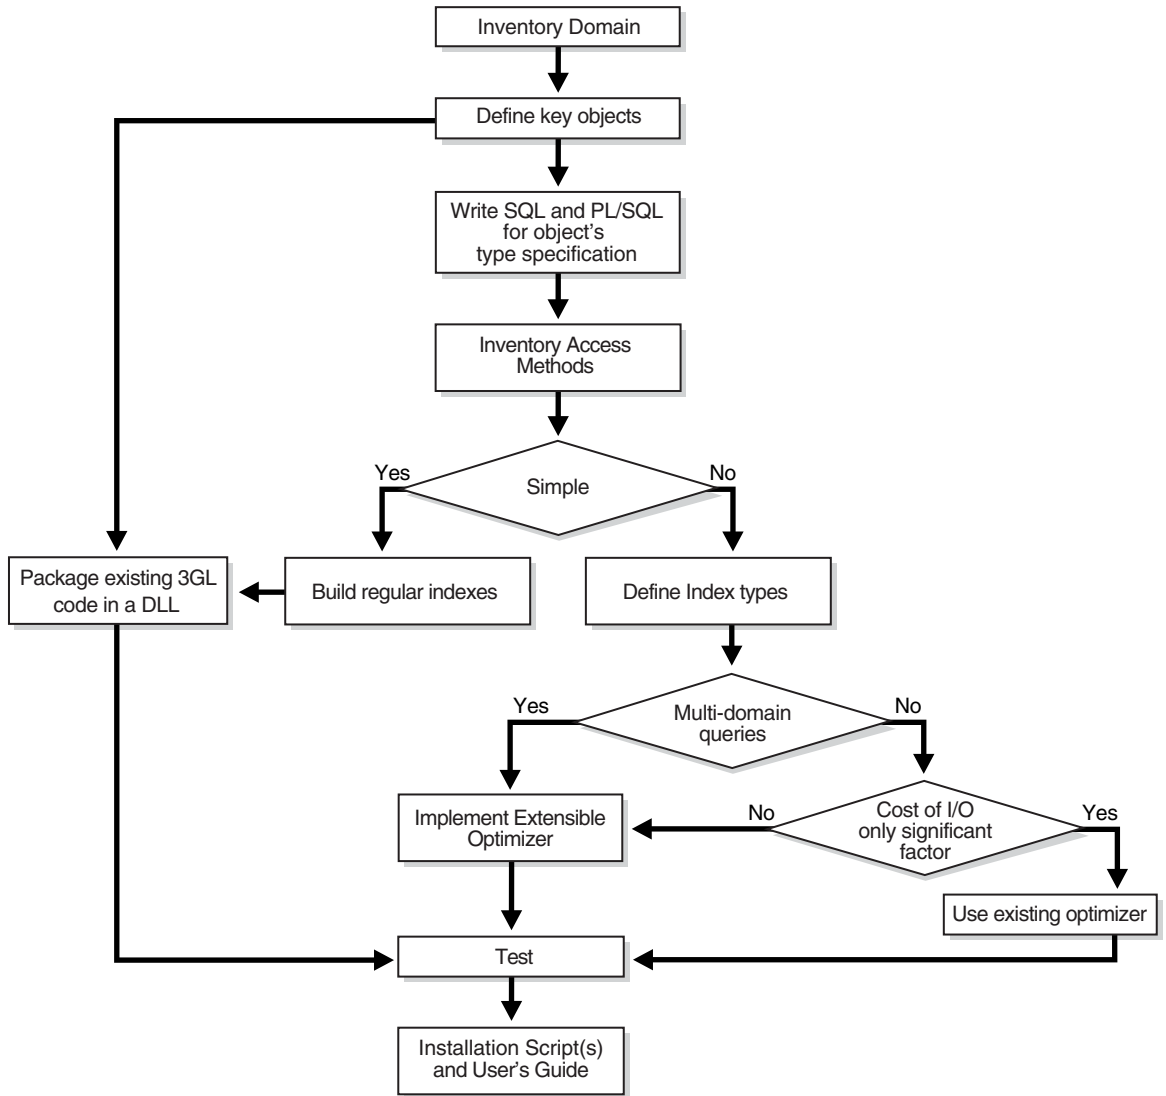 Inventory Domain
Define key objects
Write SQL and PL/SQL
for object's
type specification
Inventory Access
Methods
Yes
Simple
No
Package existing 3GL
code in a DLL
Build regular indexes
Define Index types
Yes
Multi-domain
queries
No
Implement Extensible
Optimizer
No
Cost of I/O
only significant
factor
Yes
Use existing optimizer
Test
Installation Script(s)
and User's Guide